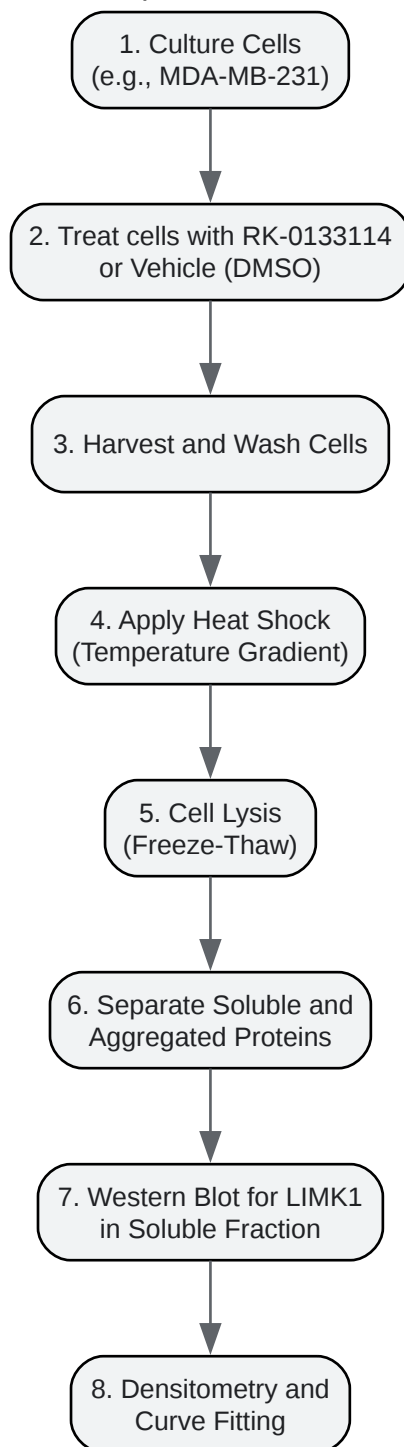 1. Culture Cells
(e.g., MDA-MB-231)
2. Treat cells with RK-0133114
or Vehicle (DMSO)
3. Harvest and Wash Cells
4. Apply Heat Shock
(Temperature Gradient)
5. Cell Lysis
(Freeze-Thaw)
6. Separate Soluble and
Aggregated Proteins
7. Western Blot for LIMK1
in Soluble Fraction
8. Densitometry and
Curve Fitting